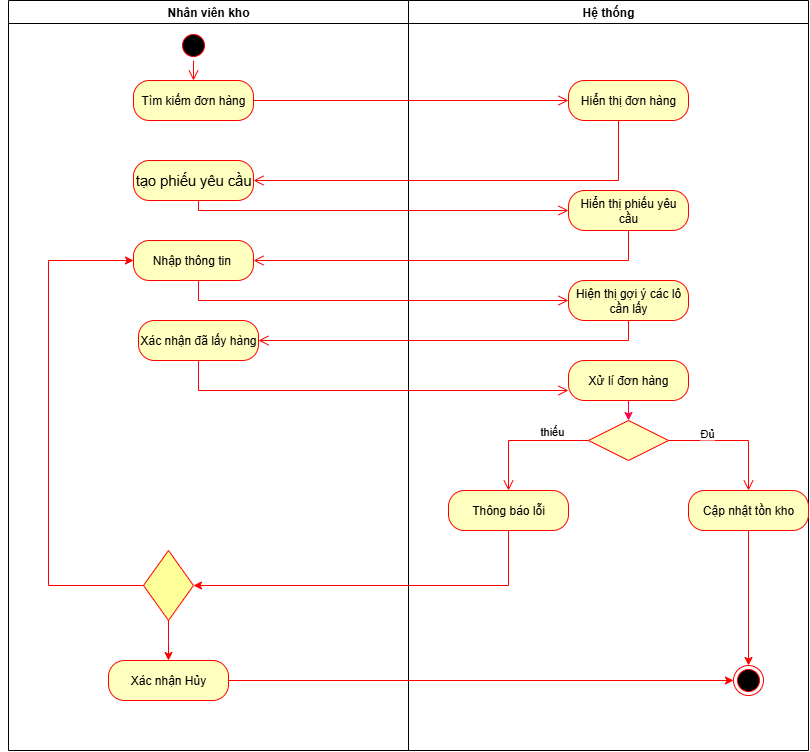 Nhân viên kho
Hệ thống
Tìm kiếm đơn hàng
Hiển thị đơn hàng
tạo phiếu yêu cầu
Hiển thị phiếu yêu
cầu
Nhập thông tin
Hiện thị gợi ý các lô
cần lấy
Xác nhận đã lấy hàng
Xử lí đơn hàng
thiếu
Đủ
Thông báo lỗi
Cập nhật tồn kho
Xác nhận Hủy